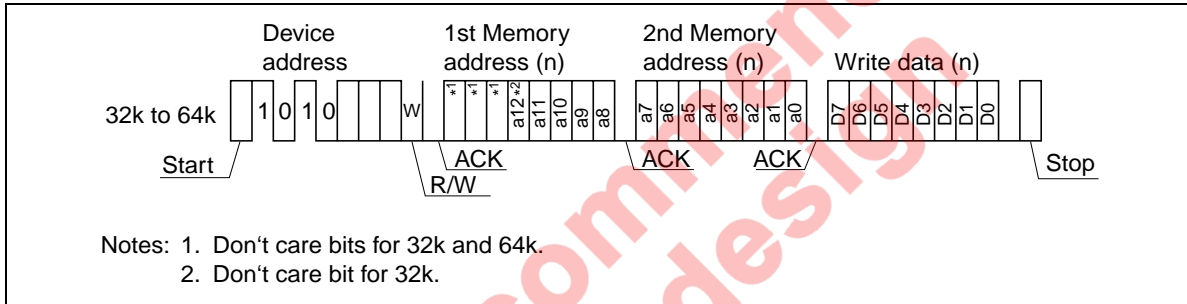 Device address
1st Memory address (n)
2nd Memory address (n)
Write data (n)
32k to 64k
1 0 1 0 W
*1 *1 *1 a12*2 a11 a10 a9 a8
a7 a6 a5 a4 a3 a2 a1 a0
D7 D6 D5 D4 D3 D2 D1 D0
Start
R/W
ACK
ACK
ACK
Stop
Notes: 1. Don't care bits for 32k and 64k.
2. Don't care bit for 32k.
design